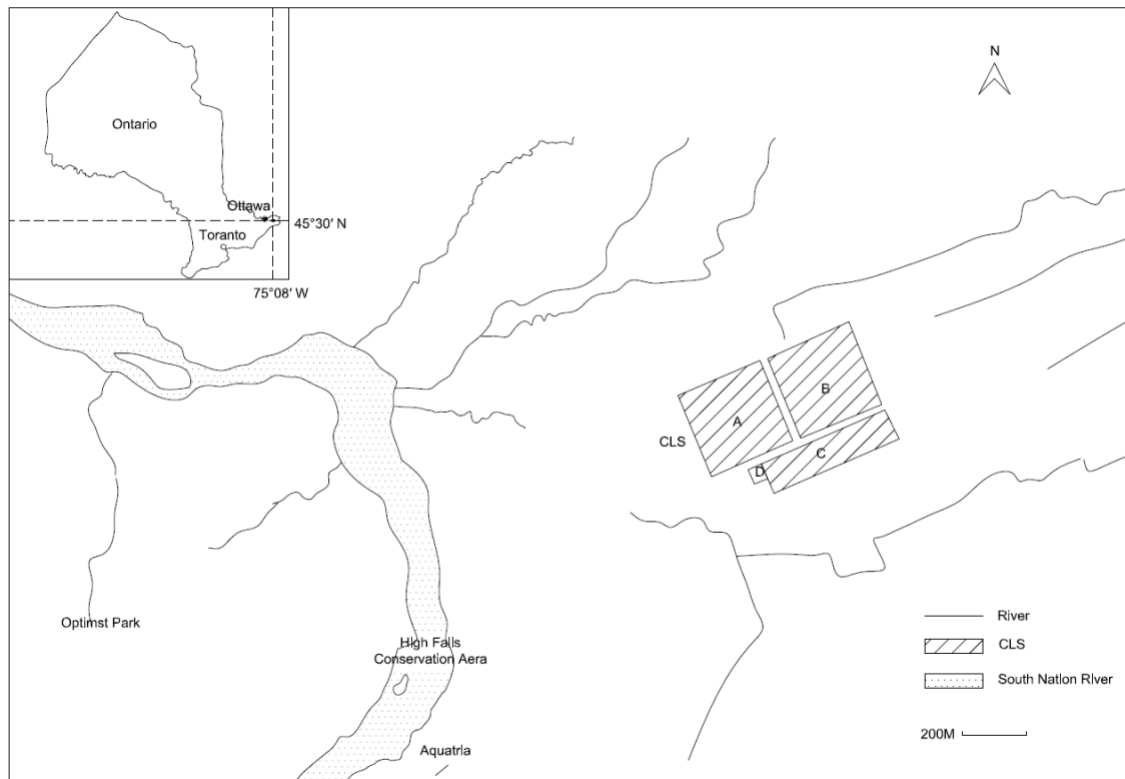 N
Ontario
Ottawa
45°30′ N
Toranto
75°08′ W
B
A
CLS
C
D
Optimst Park
River
High Falls
Conservation Aera
CLS
South Nation River
200M
Aquatria